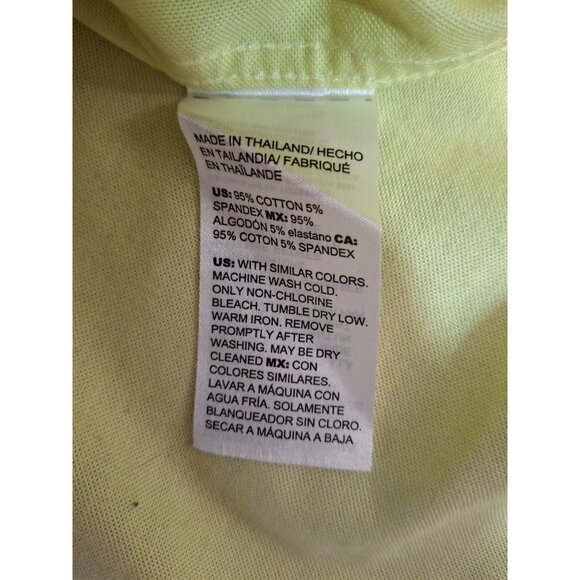 MADE IN THAILAND/ HECHO
EN TAILANDIA/ FABRIQUÉ
EN THAÏLANDE
US: 95% COTTON 5%
SPANDEX MX: 95%
ALGODÓN 5% elastano CA:
95% COTON 5% SPANDEX
US: WITH SIMILAR COLORS.
MACHINE WASH COLD.
ONLY NON-CHLORINE
BLEACH. TUMBLE DRY LOW.
WARM IRON. REMOVE
PROMPTLY AFTER
WASHING. MAY BE DRY
CLEANED MX: CON
COLORES SIMILARES.
LAVAR A MÁQUINA CON
AGUA FRÍA. SOLAMENTE
BLANQUEADOR SIN CLORO.
SECAR A MÁQUINA A BAJA